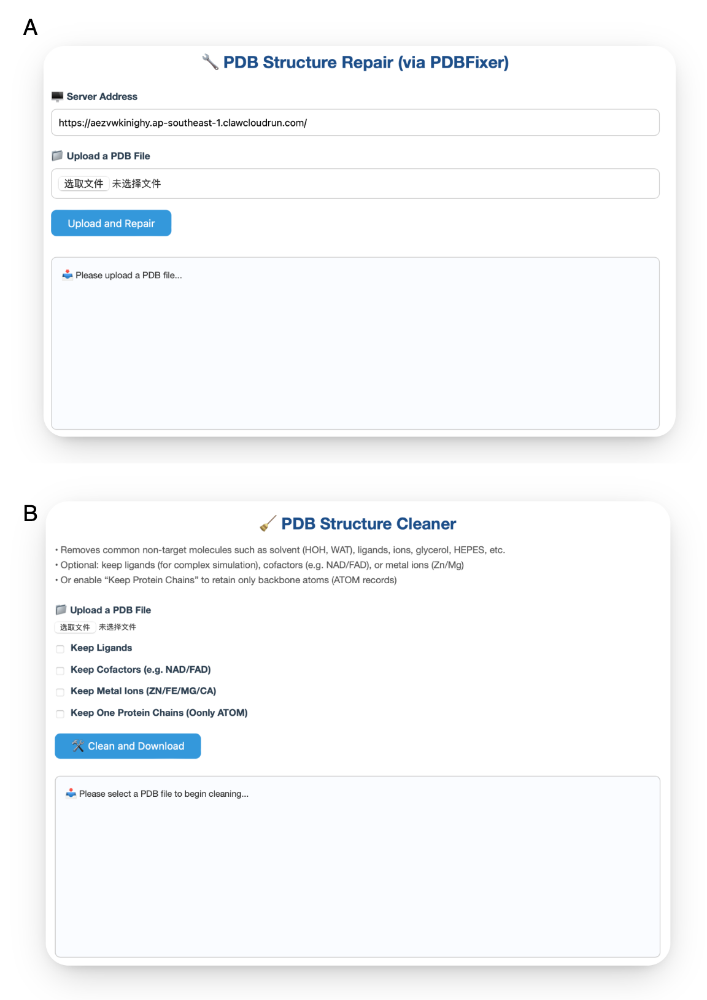 A
PDB Structure Repair (via PDBFixer)
Server Address
https://aezvwkinighy.ap-southeast-1.clawcloudrun.com/
Upload a PDB File
选取文件 未选择文件
Upload and Repair
Please upload a PDB file...
B
PDB Structure Cleaner
• Removes common non-target molecules such as solvent (HOH, WAT), ligands, ions, glycerol, HEPES, etc.
• Optional: keep ligands (for complex simulation), cofactors (e.g. NAD/FAD), or metal ions (Zn/Mg)
• Or enable “Keep Protein Chains” to retain only backbone atoms (ATOM records)
Upload a PDB File
选取文件 未选择文件
Keep Ligands
Keep Cofactors (e.g. NAD/FAD)
Keep Metal Ions (ZN/FE/MG/CA)
Keep One Protein Chains (Oonly ATOM)
Clean and Download
Please select a PDB file to begin cleaning...